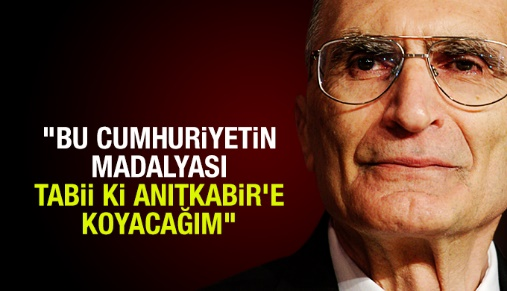 "BU CUMHURİYETİN
MADALYASI
TABİİ Kİ ANITKABİR'E
KOYACAĞIM"